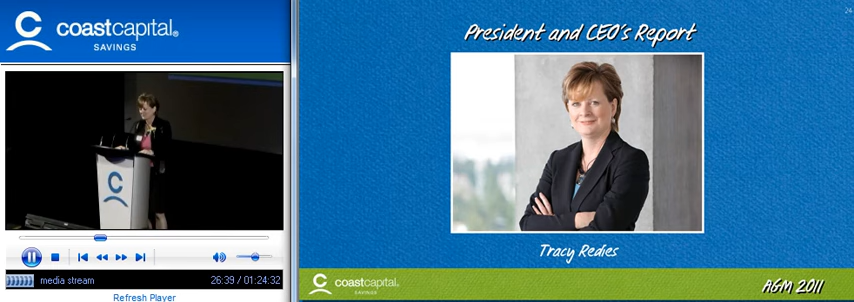 coastcapital®
SAVINGS
media stream
26:39 / 01:24:32
Refresh Player
24
President and CEO's Report
Tracy Redies
coastcapital®
SAVINGS
AGM 2011